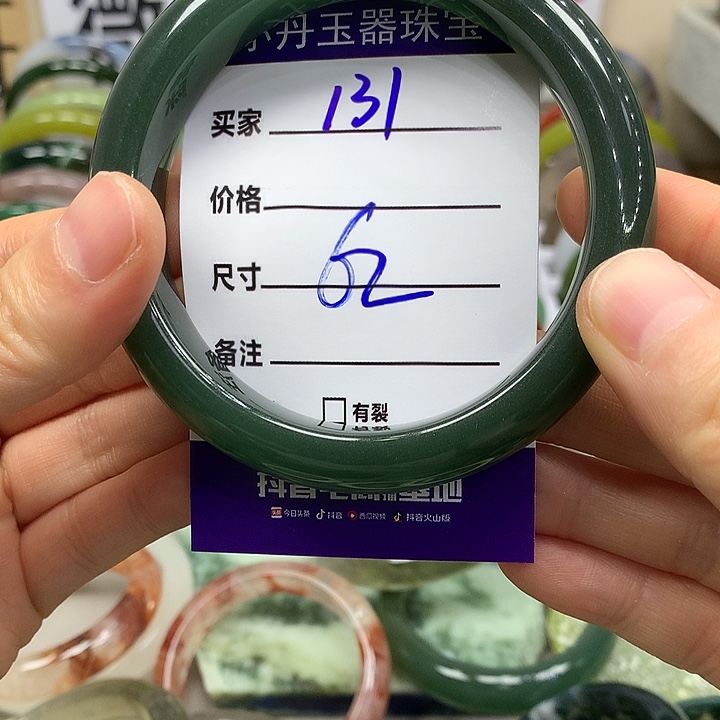 丹玉器珠宝
买家 131
价格
尺寸 62
备注
有裂
今日头条 抖音 西瓜视频 抖音火山版